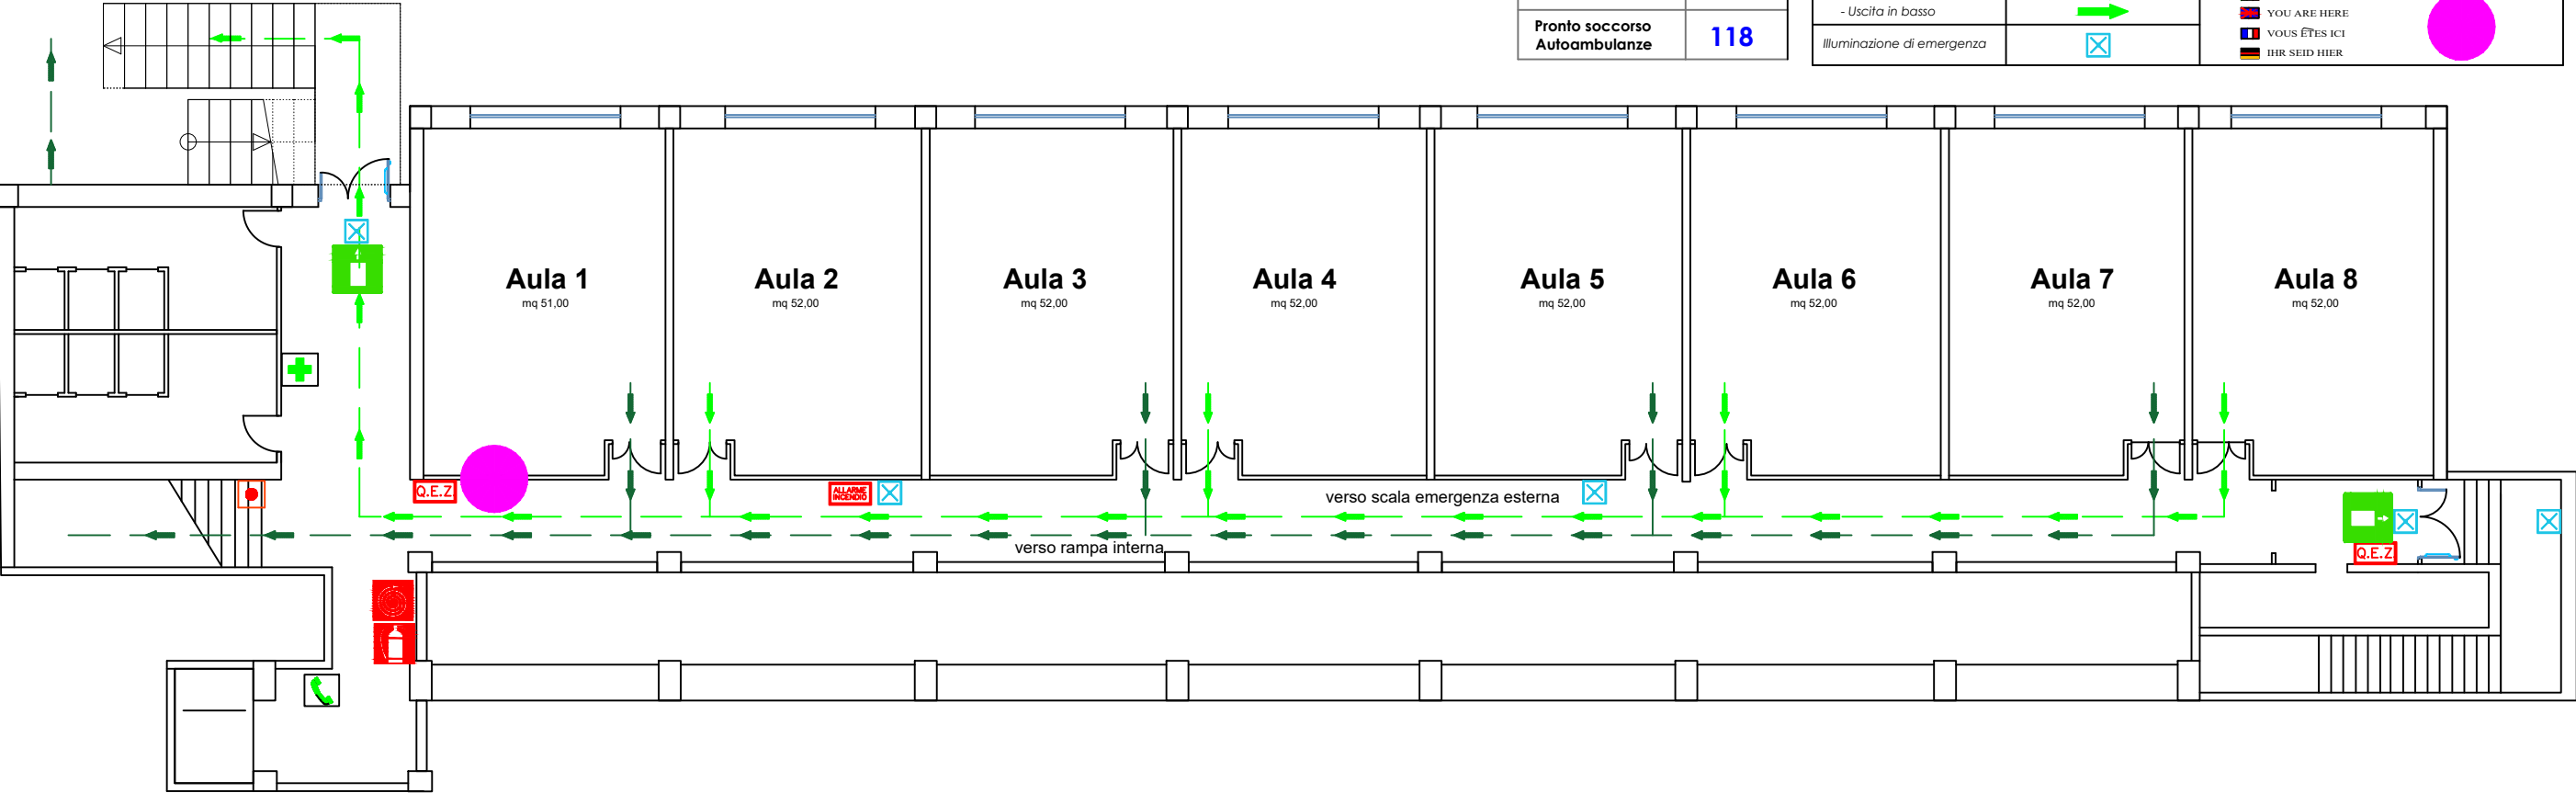 Pronto soccorso
Autoambulanze
118
- Uscita in basso
Illuminazione di emergenza
YOU ARE HERE
VOUS ÊTES ICI
IHR SEID HIER
Aula 1
mq 51,00
Aula 2
mq 52,00
Aula 3
mq 52,00
Aula 4
mq 52,00
Aula 5
mq 52,00
Aula 6
mq 52,00
Aula 7
mq 52,00
Aula 8
mq 52,00
Q.E.Z
ALLARME
INCENDIO
verso scala emergenza esterna
verso rampa interna
Q.E.Z